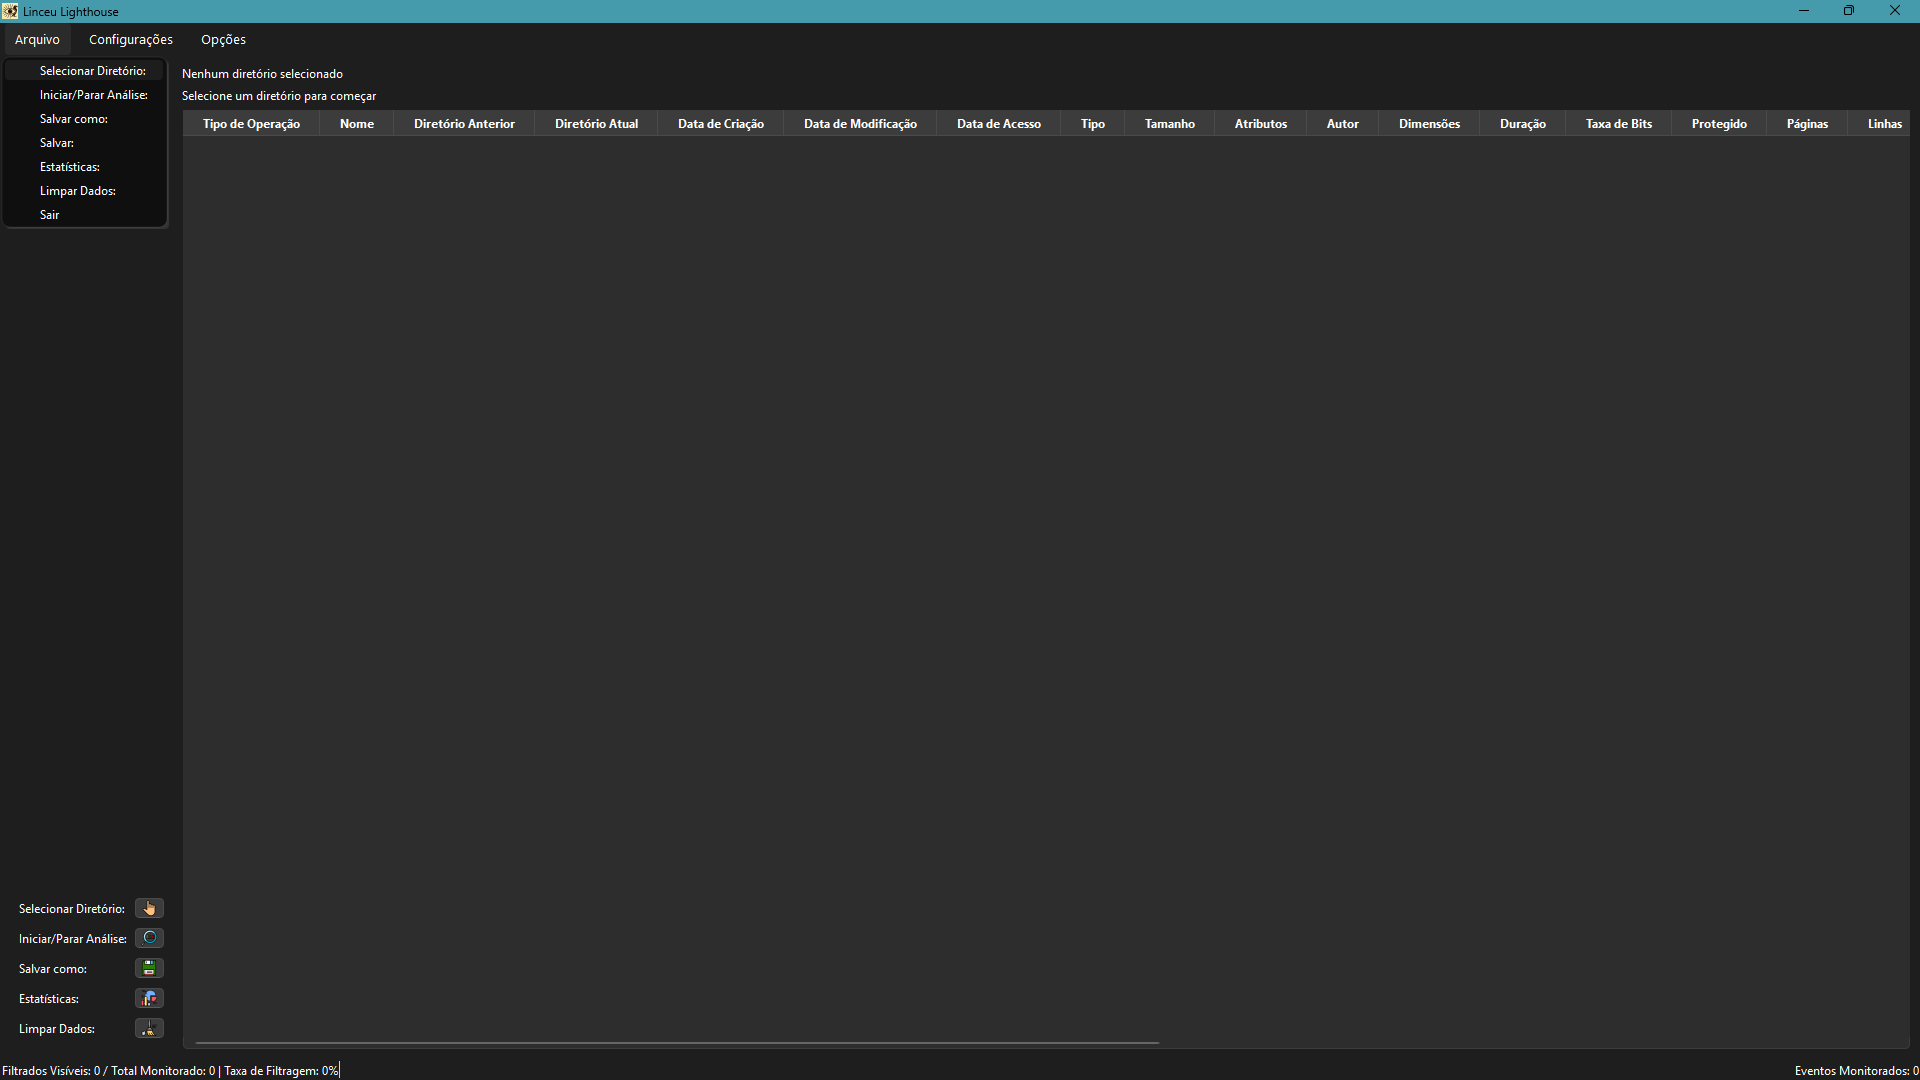 Linceu Lighthouse
Arquivo Configurações Opções
Selecionar Diretório:
Iniciar/Parar Análise:
Salvar como:
Salvar:
Estatísticas:
Limpar Dados:
Sair
Nenhum diretório selecionado
Selecione um diretório para começar
Tipo de Operação Nome Diretório Anterior Diretório Atual Data de Criação Data de Modificação Data de Acesso Tipo Tamanho Atributos Autor Dimensões Duração Taxa de Bits Protegido Páginas Linhas
Selecionar Diretório:
Iniciar/Parar Análise:
Salvar como:
Estatísticas:
Limpar Dados:
Filtrados Visíveis: 0 / Total Monitorado: 0 | Taxa de Filtragem: 0%
Eventos Monitorados: 0